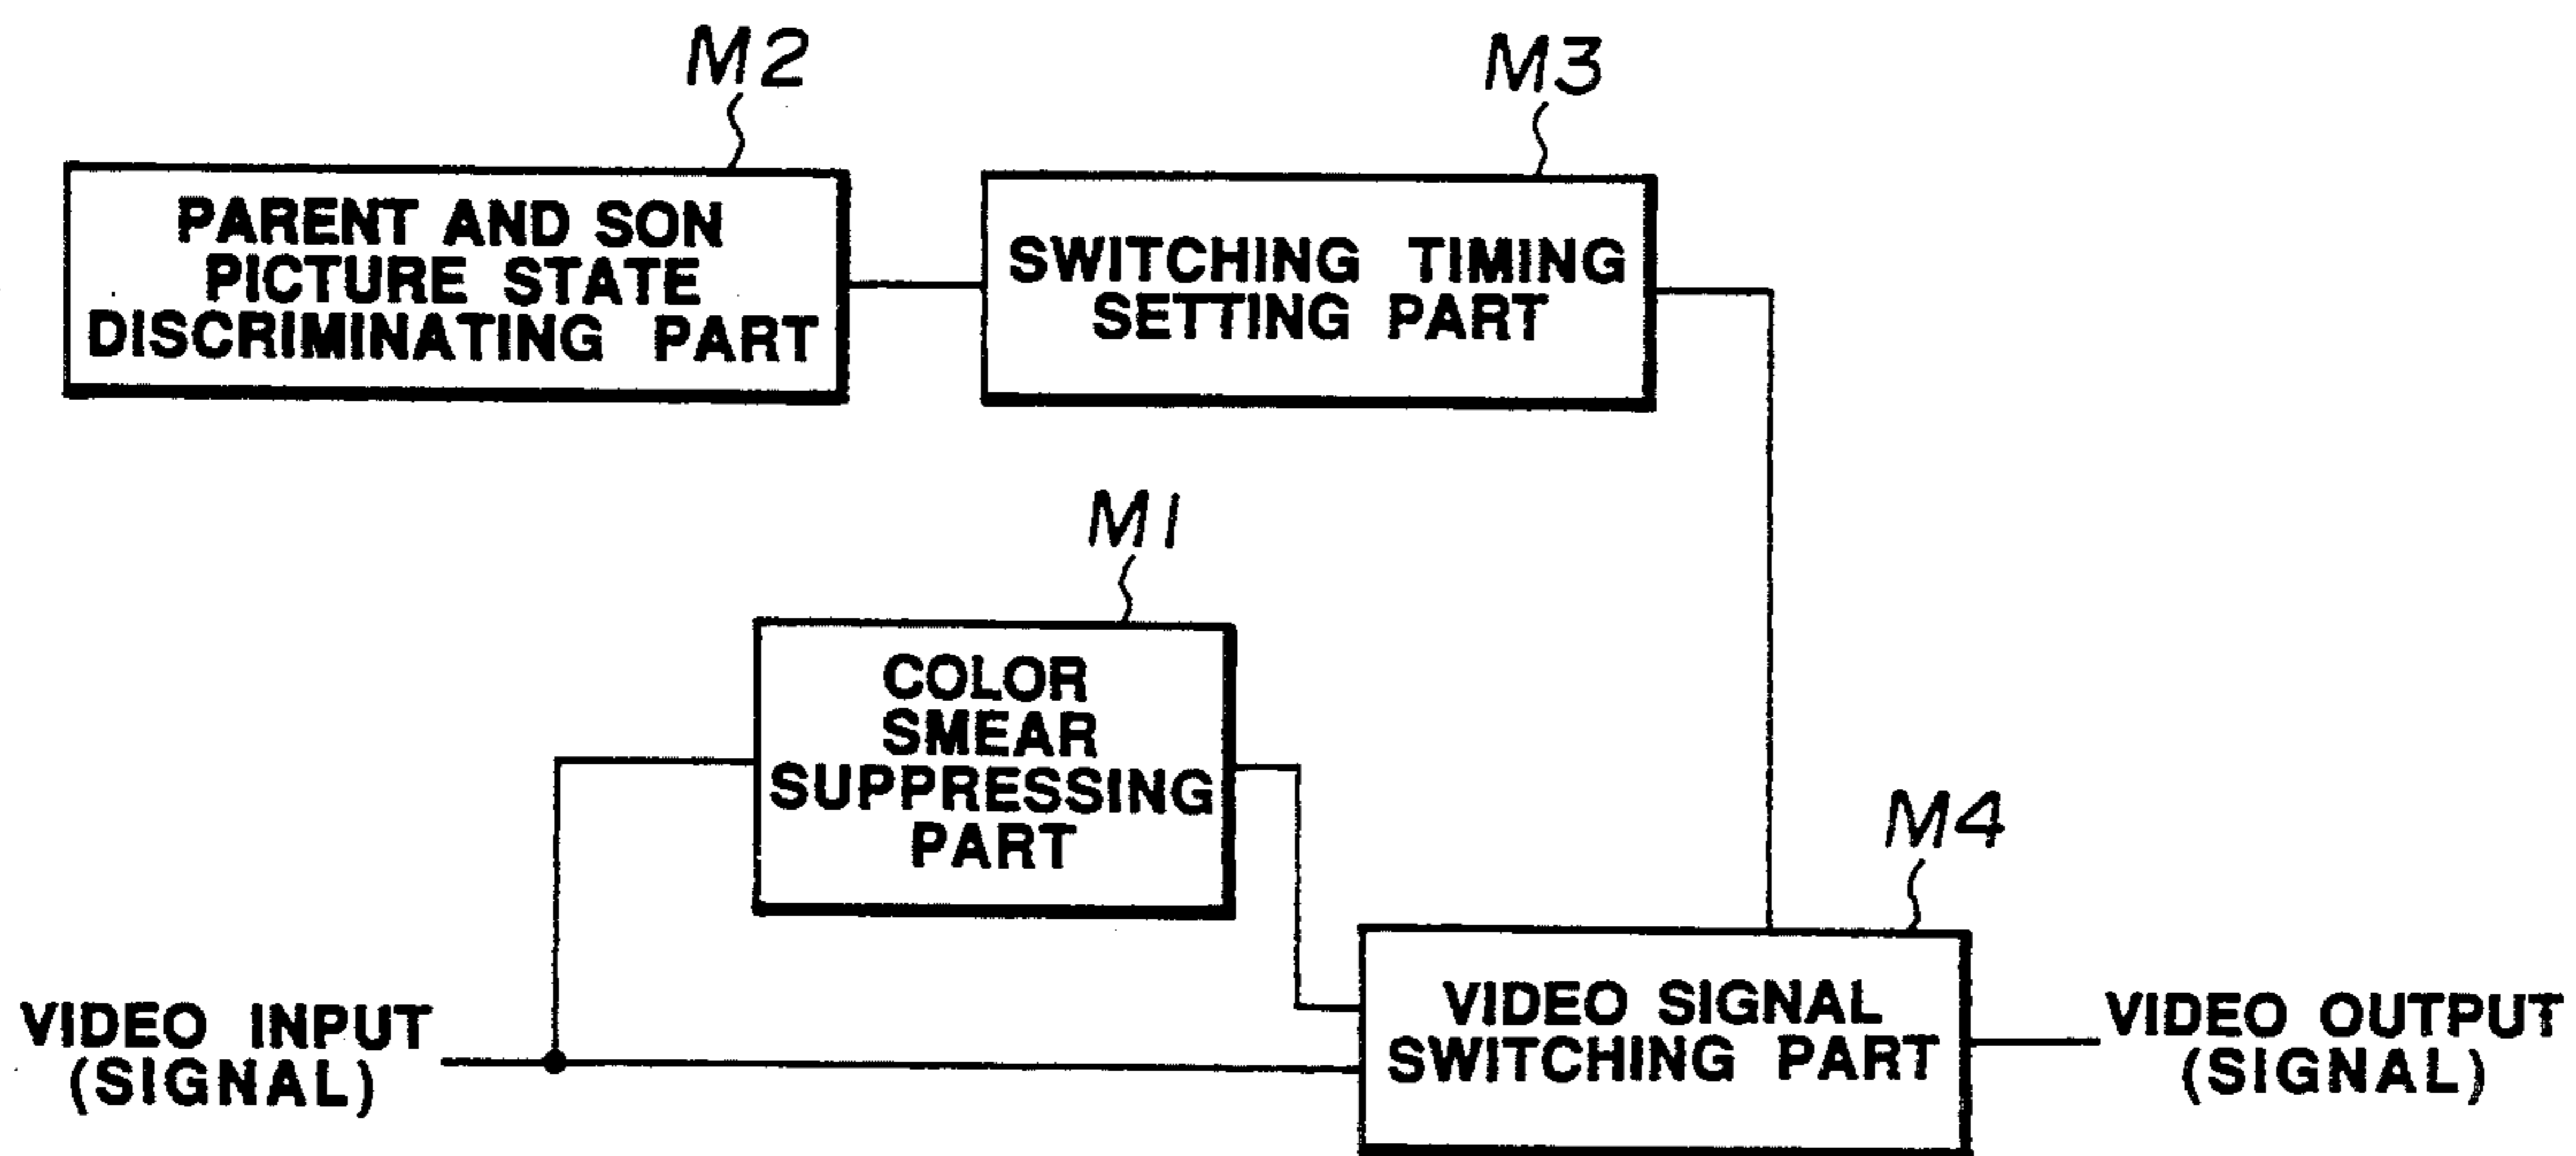 M2
M3
PARENT AND SON
PICTURE STATE
DISCRIMINATING PART
SWITCHING TIMING
SETTING PART
M1
COLOR
SMEAR
SUPPRESSING
PART
M4
VIDEO INPUT
(SIGNAL)
VIDEO SIGNAL
SWITCHING PART
VIDEO OUTPUT
(SIGNAL)